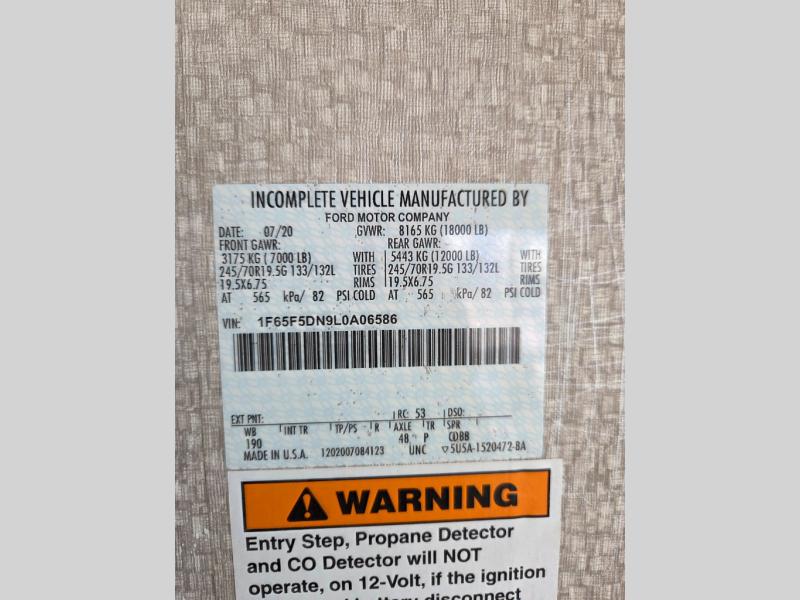 INCOMPLETE VEHICLE MANUFACTURED BY
FORD MOTOR COMPANY
DATE: 07/20 GVWR: 8165 KG (18000 LB)
FRONT GAWR: REAR GAWR:
3175 KG (7000 LB) WITH 5443 KG (12000 LB) WITH
245/70R19.5G 133/132L TIRES 245/70R19.5G 133/132L TIRES
19.5X6.75 RIMS 19.5X6.75 RIMS
AT 565 kPa/ 82 PSI COLD AT 565 kPa/ 82 PSI COLD
VIN: 1F65F5DN9L0A06586
EXT PNT: RC: 53 DSO:
WB INT TR TP/PS R AXLE TR SPR
190 48 P CDBB
MADE IN U.S.A. 1202007084123 UNC ▽5U5A-1520472-BA
WARNING
Entry Step, Propane Detector
and CO Detector will NOT
operate, on 12-Volt, if the ignition
battery disconnect